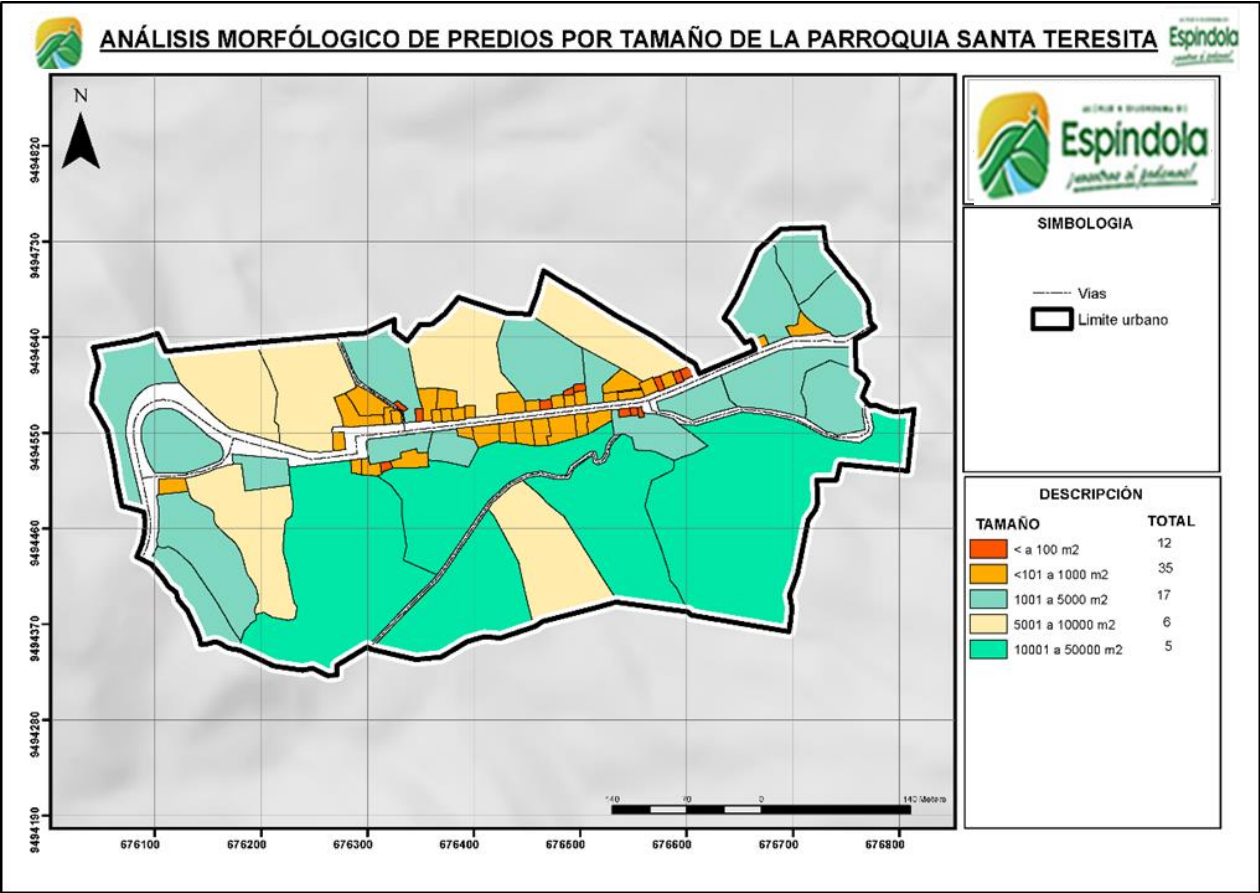 ANÁLISIS MORFÓLOGICO DE PREDIOS POR TAMAÑO DE LA PARROQUIA SANTA TERESITA
Espíndola
N
9494820
9494730
9494640
9494550
9494460
9494370
9494280
9494190
676100
676200
676300
676400
676500
676600
676700
676800
140
70
0
140 Meters
Espíndola
SIMBOLOGIA
Vias
Limite urbano
DESCRIPCIÓN
TAMAÑO TOTAL
< a 100 m2 12
<101 a 1000 m2 35
1001 a 5000 m2 17
5001 a 10000 m2 6
10001 a 50000 m2 5